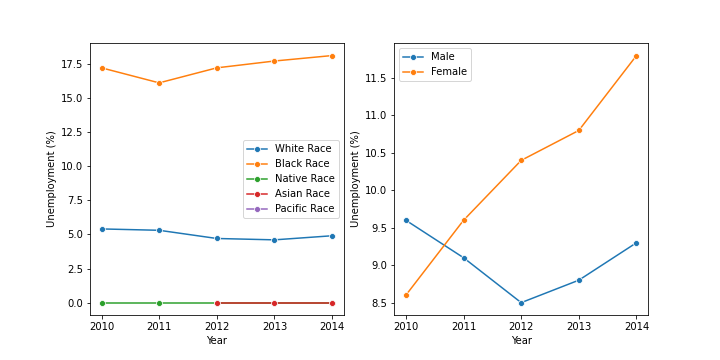 17.5
15.0
12.5
10.0
7.5
5.0
2.5
0.0
Unemployment (%)
White Race
Black Race
Native Race
Asian Race
Pacific Race
2010 2011 2012 2013 2014
Year
11.5
11.0
10.5
10.0
9.5
9.0
8.5
Unemployment (%)
Male
Female
2010 2011 2012 2013 2014
Year